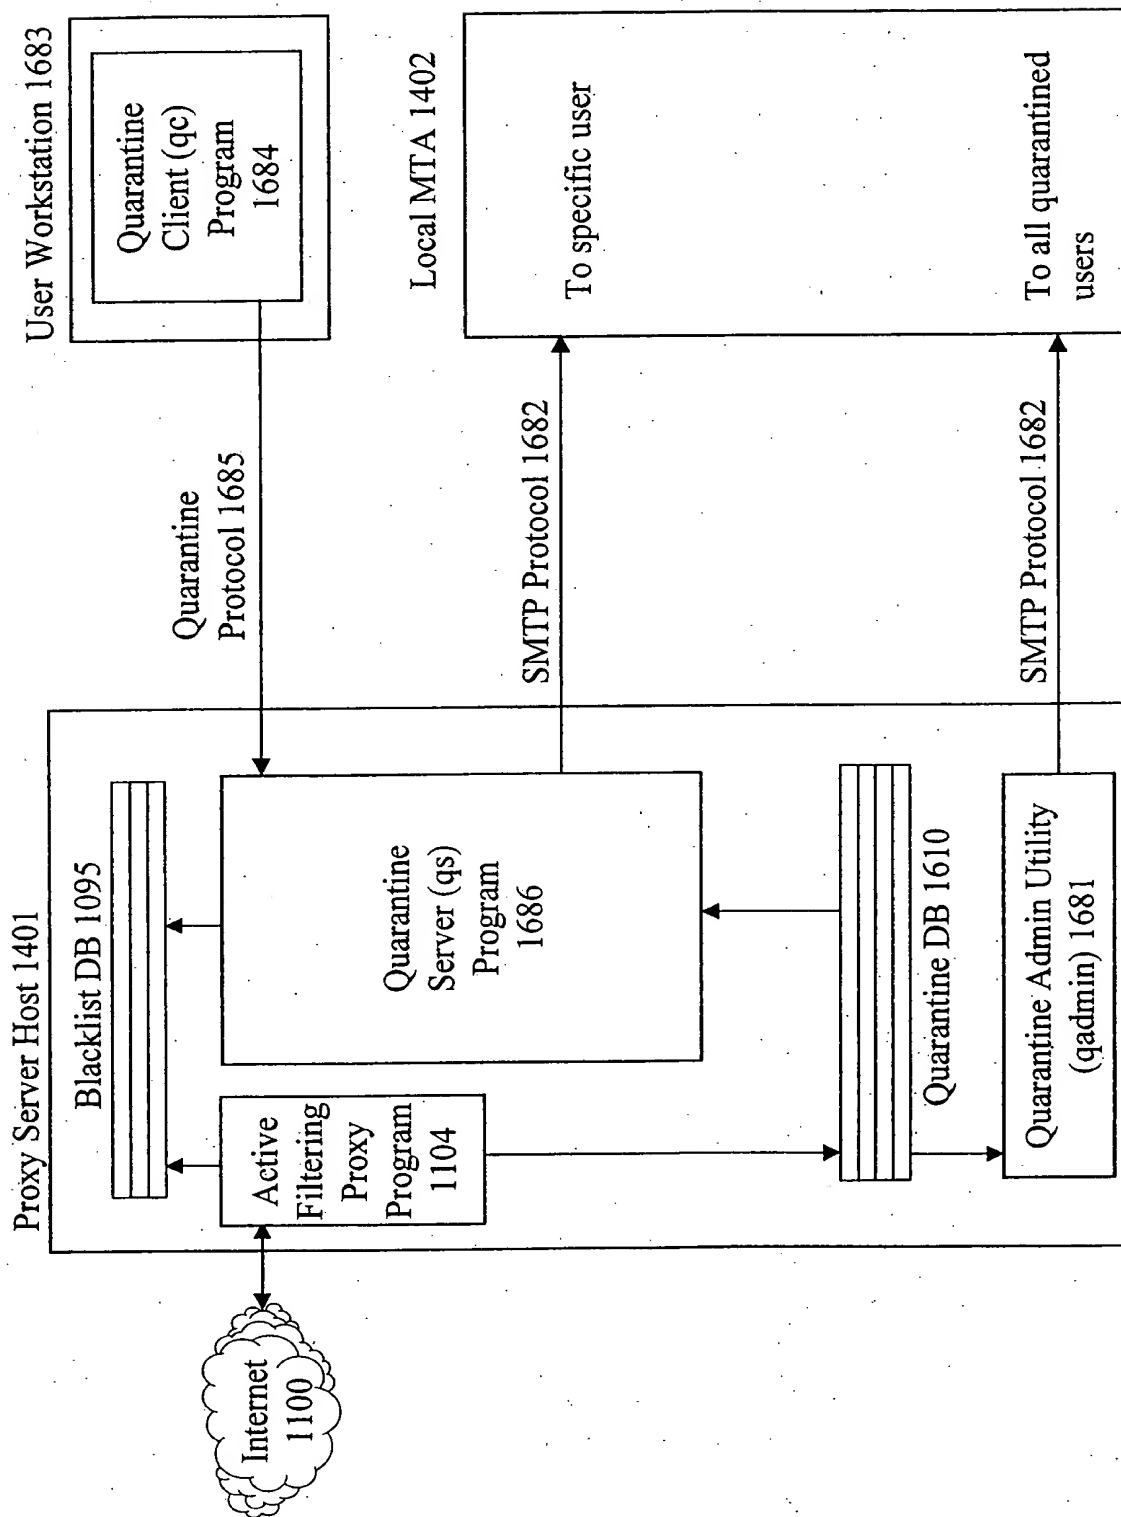 Proxy Server Host 1401
Blacklist DB 1095
Internet
1100
Active
Filtering
Proxy
Program
1104
Quarantine
Server (qs)
Program
1686
Quarantine DB 1610
Quarantine Admin Utility
(qadmin) 1681
Quarantine
Protocol 1685
SMTP Protocol 1682
SMTP Protocol 1682
User Workstation 1683
Quarantine
Client (qc)
Program
1684
Local MTA 1402
To specific user
To all quarantined
users